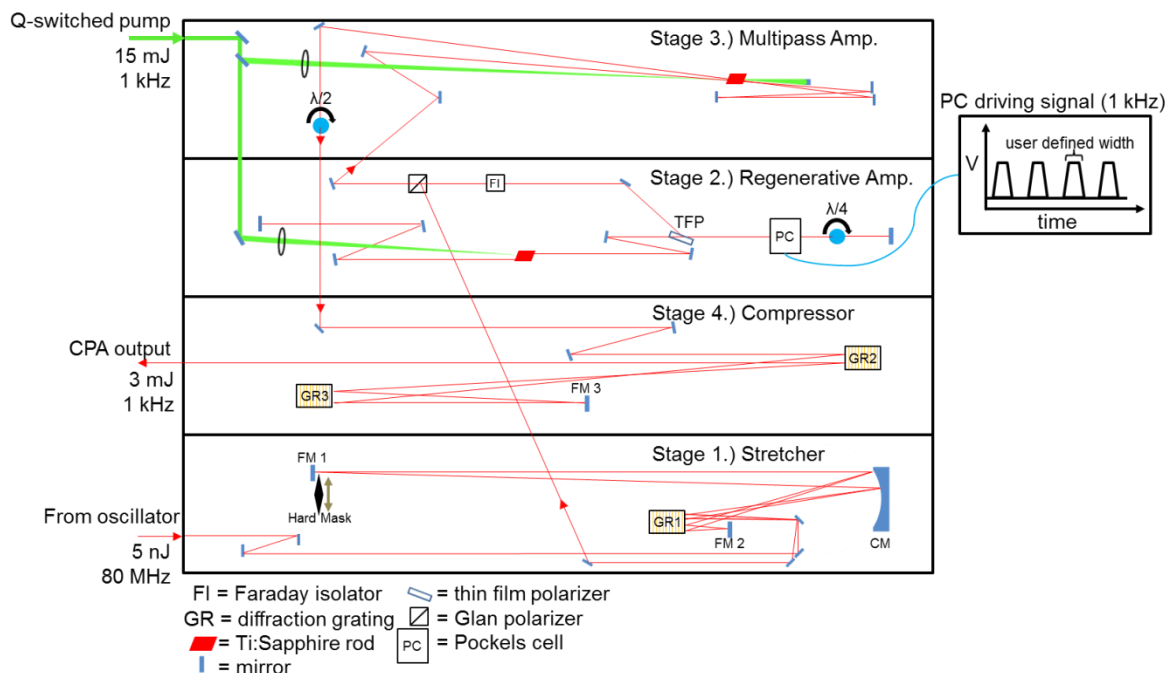 Q-switched pump
15 mJ
1 kHz
Stage 3.) Multipass Amp.
λ/2
PC driving signal (1 kHz)
V
user defined width
time
Stage 2.) Regenerative Amp.
FI
TFP
λ/4
PC
Stage 4.) Compressor
CPA output
3 mJ
1 kHz
GR2
GR3
FM 3
Stage 1.) Stretcher
FM 1
Hard Mask
From oscillator
5 nJ
80 MHz
GR1
FM 2
CM
FI = Faraday isolator
= thin film polarizer
GR = diffraction grating
= Glan polarizer
= Ti:Sapphire rod
PC = Pockels cell
= mirror